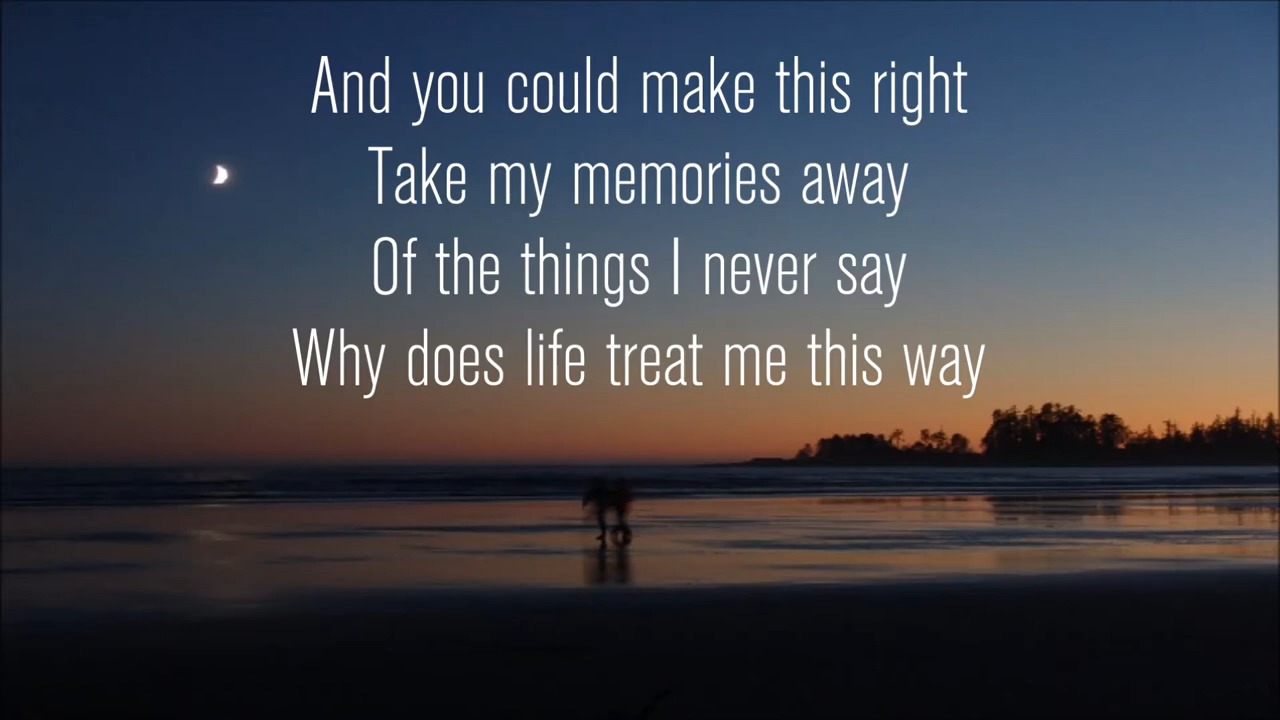 And you could make this right
Take my memories away
Of the things I never say
Why does life treat me this way